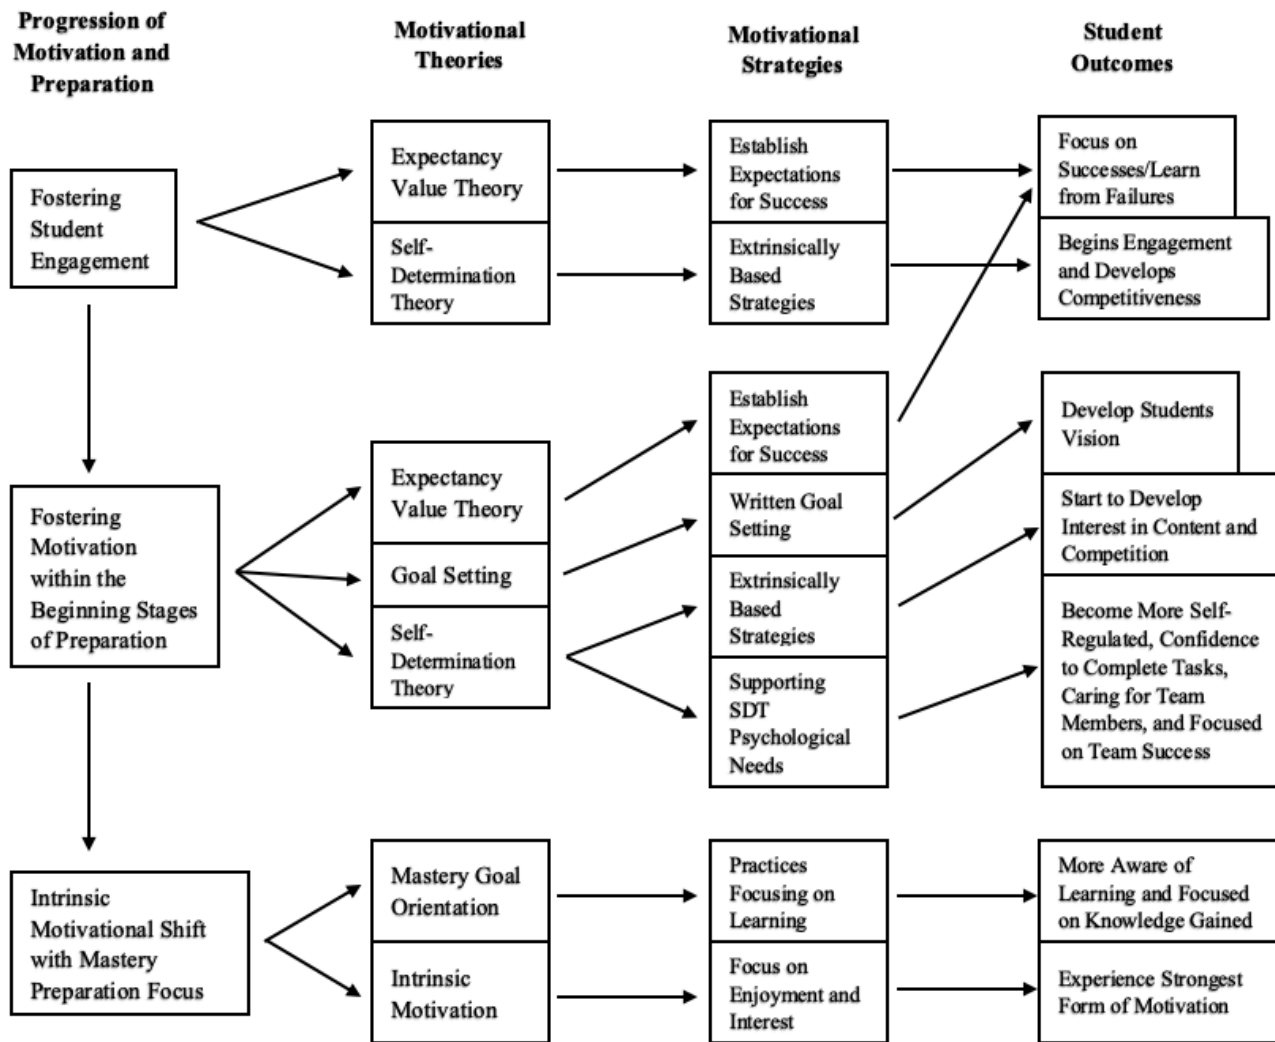 Progression of
Motivation and
Preparation
Motivational
Theories
Motivational
Strategies
Student
Outcomes
Fostering
Student
Engagement
Expectancy
Value Theory
Self-
Determination
Theory
Establish
Expectations
for Success
Extrinsically
Based
Strategies
Focus on
Successes/Learn
from Failures
Begins Engagement
and Develops
Competitiveness
Fostering
Motivation
within the
Beginning Stages
of Preparation
Expectancy
Value Theory
Goal Setting
Self-
Determination
Theory
Establish
Expectations
for Success
Written Goal
Setting
Extrinsically
Based
Strategies
Supporting
SDT
Psychological
Needs
Develop Students
Vision
Start to Develop
Interest in Content and
Competition
Become More Self-
Regulated, Confidence
to Complete Tasks,
Caring for Team
Members, and Focused
on Team Success
Intrinsic
Motivational Shift
with Mastery
Preparation Focus
Mastery Goal
Orientation
Intrinsic
Motivation
Practices
Focusing on
Learning
Focus on
Enjoyment and
Interest
More Aware of
Learning and Focused
on Knowledge Gained
Experience Strongest
Form of Motivation